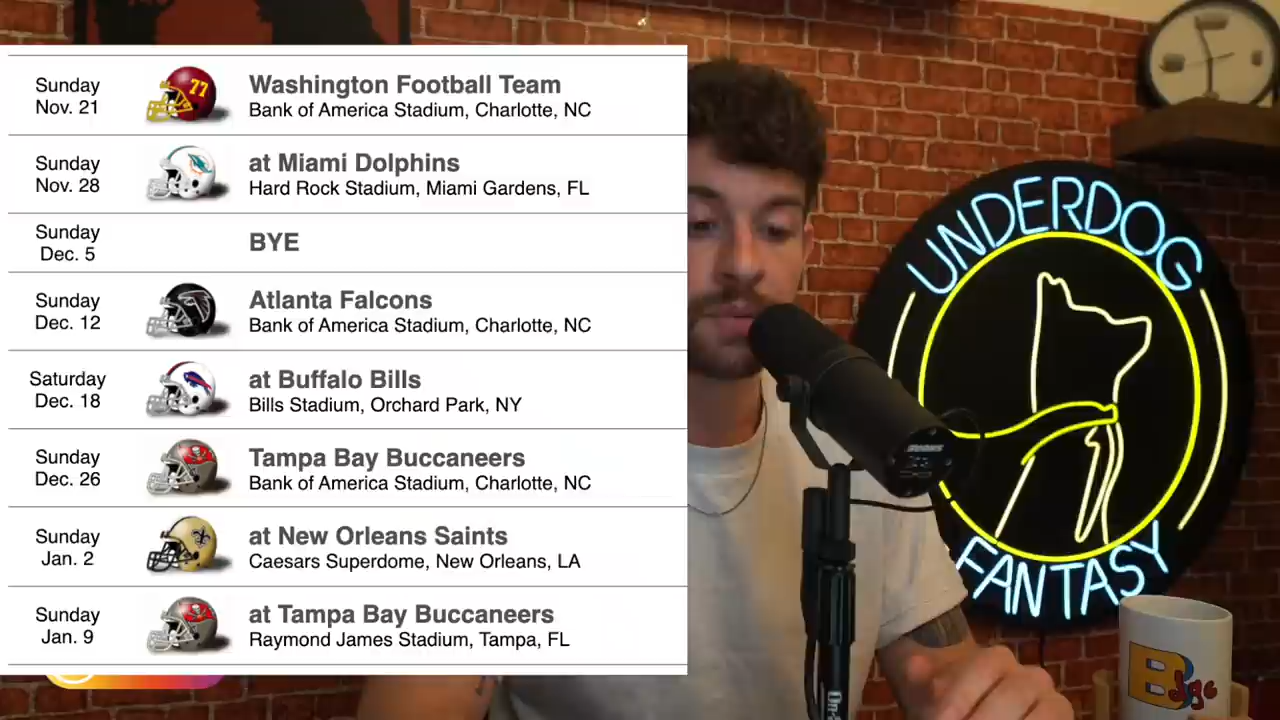 Sunday
Nov. 21
77
Washington Football Team
Bank of America Stadium, Charlotte, NC
Sunday
Nov. 28
at Miami Dolphins
Hard Rock Stadium, Miami Gardens, FL
Sunday
Dec. 5
BYE
Sunday
Dec. 12
Atlanta Falcons
Bank of America Stadium, Charlotte, NC
Saturday
Dec. 18
at Buffalo Bills
Bills Stadium, Orchard Park, NY
Sunday
Dec. 26
Tampa Bay Buccaneers
Bank of America Stadium, Charlotte, NC
Sunday
Jan. 2
at New Orleans Saints
Caesars Superdome, New Orleans, LA
Sunday
Jan. 9
at Tampa Bay Buccaneers
Raymond James Stadium, Tampa, FL
UNDERDOG
FANTASY